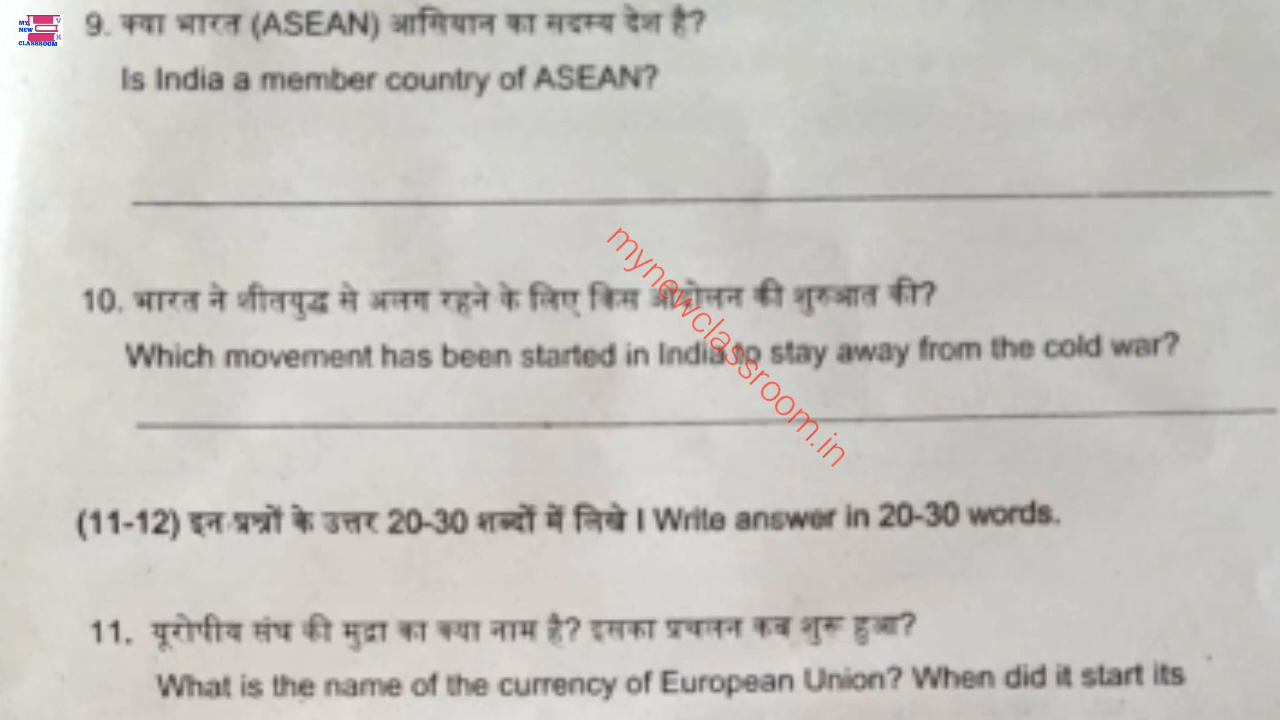 MY NEW CLASSROOM
V K
9. क्या भारत (ASEAN) आसियान का सदस्य देश है?
Is India a member country of ASEAN?
mynewclassroom.in
10. भारत ने शीतयुद्ध से अलग रहने के लिए किस आंदोलन की शुरुआत की?
Which movement has been started in India to stay away from the cold war?
(11-12) इन प्रश्नों के उत्तर 20-30 शब्दों में लिखे I Write answer in 20-30 words.
11. यूरोपीय संघ की मुद्रा का क्या नाम है? इसका प्रचलन कब शुरू हुआ?
What is the name of the currency of European Union? When did it start its